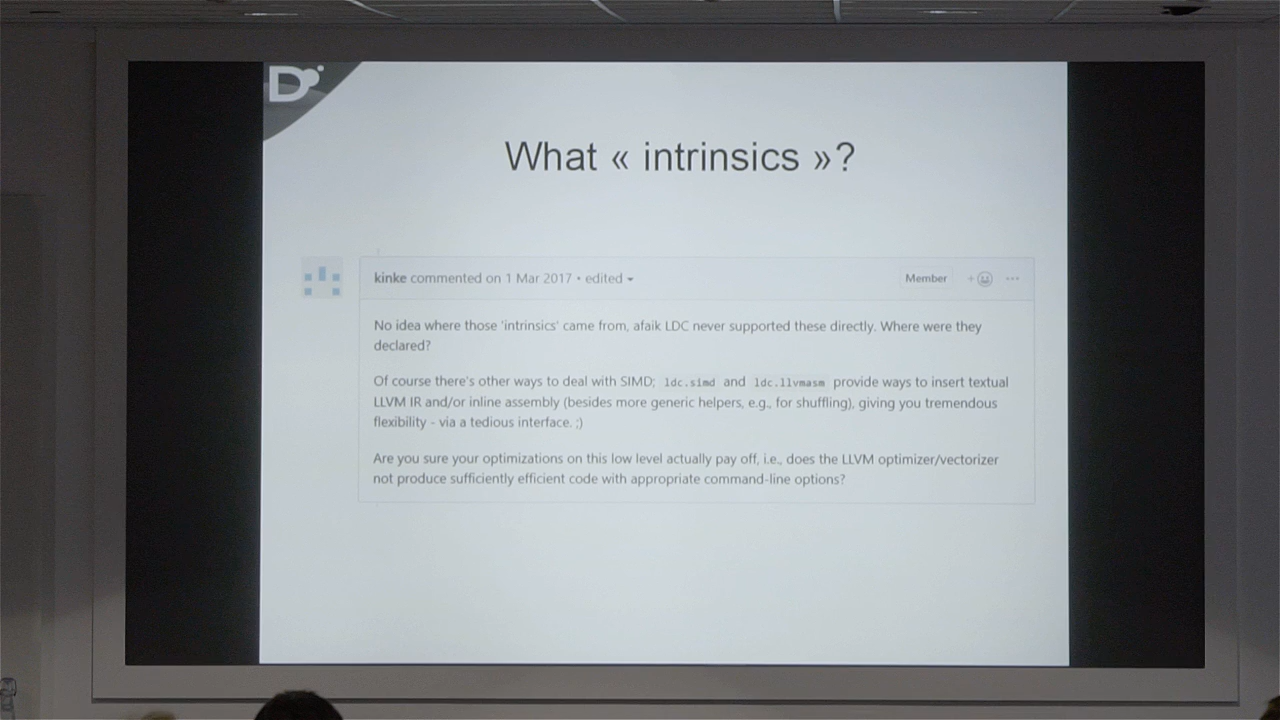 D
What « intrinsics »?
kinke commented on 1 Mar 2017 • edited
Member
No idea where those 'intrinsics' came from, afaik LDC never supported these directly. Where were they
declared?
Of course there's other ways to deal with SIMD; ldc.simd and ldc.llvmasm provide ways to insert textual
LLVM IR and/or inline assembly (besides more generic helpers, e.g., for shuffling), giving you tremendous
flexibility - via a tedious interface. ;)
Are you sure your optimizations on this low level actually pay off, i.e., does the LLVM optimizer/vectorizer
not produce sufficiently efficient code with appropriate command-line options?